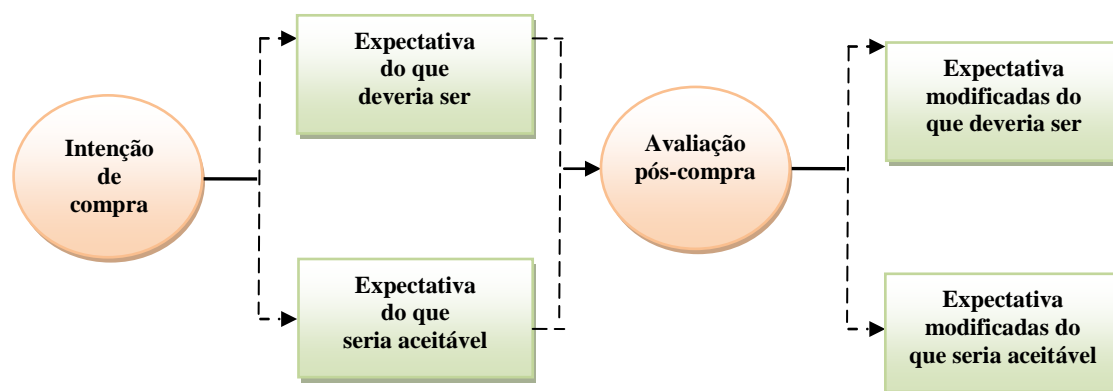 Intenção
de
compra
Expectativa
do que
deveria ser
Expectativa
do que
seria aceitável
Avaliação
pós-compra
Expectativa
modificadas do
que deveria ser
Expectativa
modificadas do
que seria aceitável